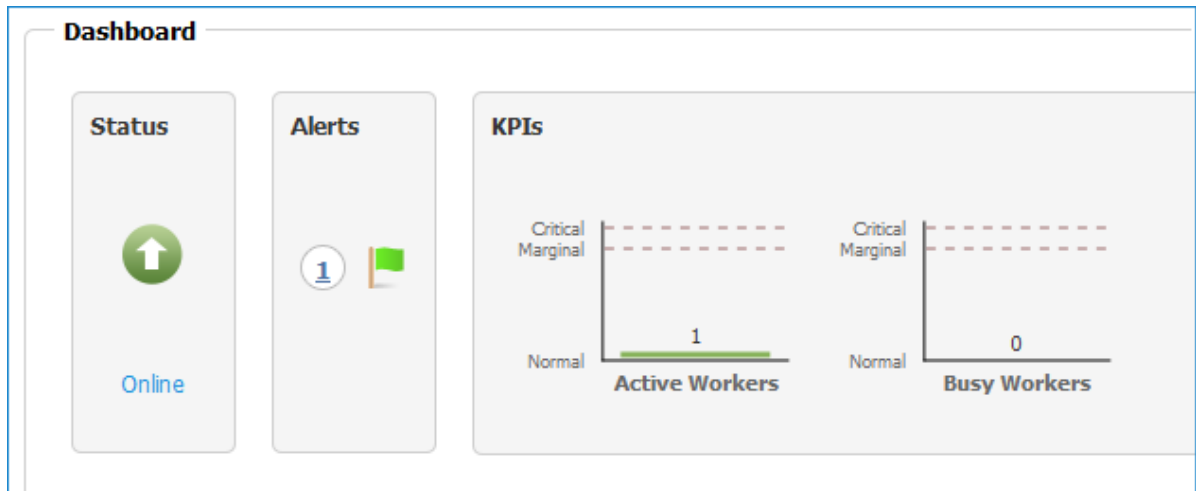 Dashboard
Status
Alerts
KPIs
Critical
Marginal
Critical
Marginal
1
1
0
Normal
Normal
Online
Active Workers
Busy Workers